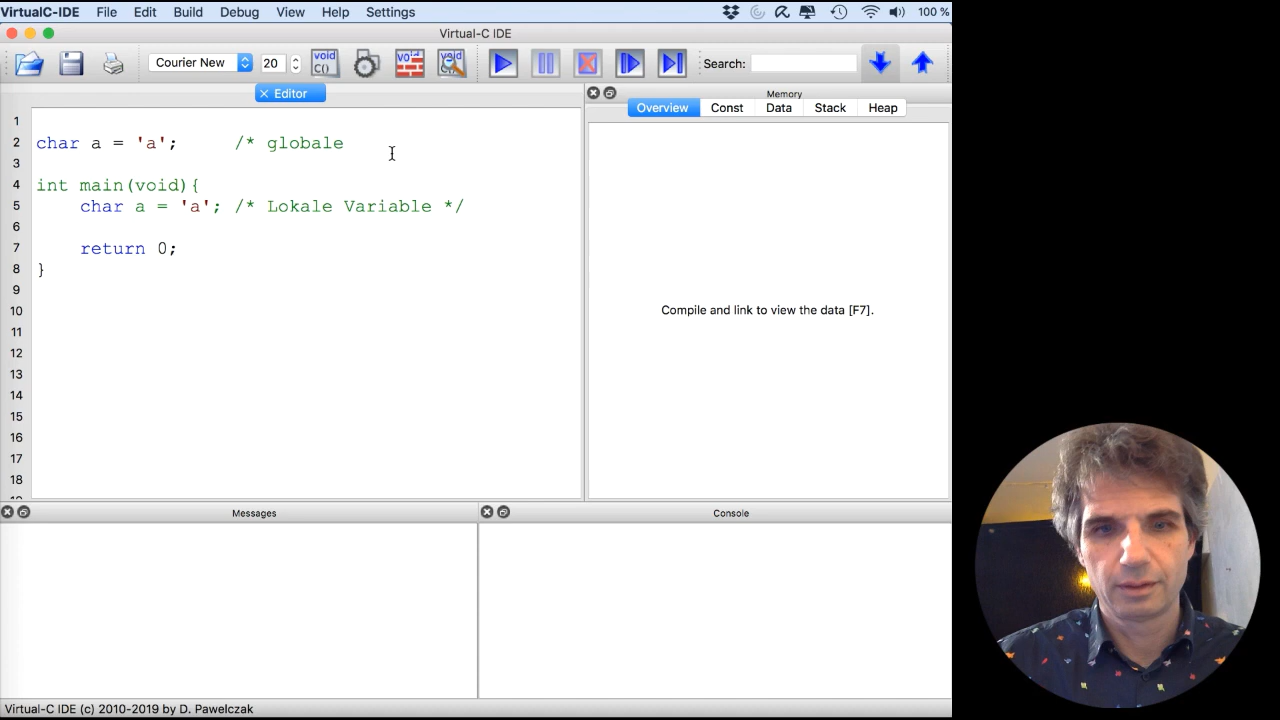 VirtualC-IDE File Edit Build Debug View Help Settings 100 %
Virtual-C IDE
Courier New 20 void C() void void Search:
Editor
Memory
Overview Const Data Stack Heap
1
2 char a = 'a'; /* globale
3
4 int main(void){
5 char a = 'a'; /* Lokale Variable */
6
7 return 0;
8 }
9
10
11
12
13
14
15
16
17
18
Compile and link to view the data [F7].
Messages Console
Virtual-C IDE (c) 2010-2019 by D. Pawelczak